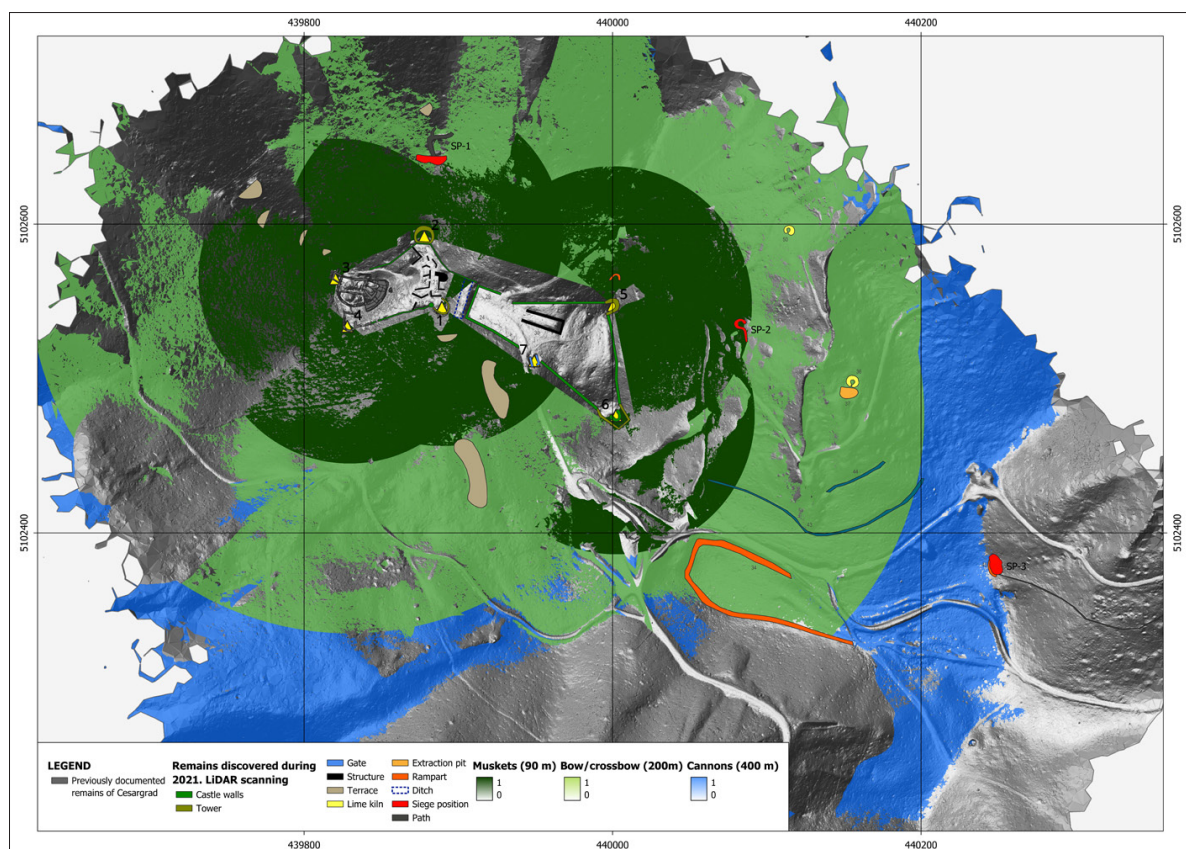 439800 440000 440200
SP-1
5102600 5102600
2
3
5
4
1
SP-2
7
6
5102400 5102400
SP-3
LEGEND
Previously documented
remains of Cesargrad
Remains discovered during
2021. LiDAR scanning
Castle walls
Tower
Gate
Structure
Terrace
Lime kiln
Extraction pit
Rampart
Ditch
Siege position
Path
Muskets (90 m)
1
0
Bow/crossbow (200m)
1
0
Cannons (400 m)
1
0
439800 440000 440200